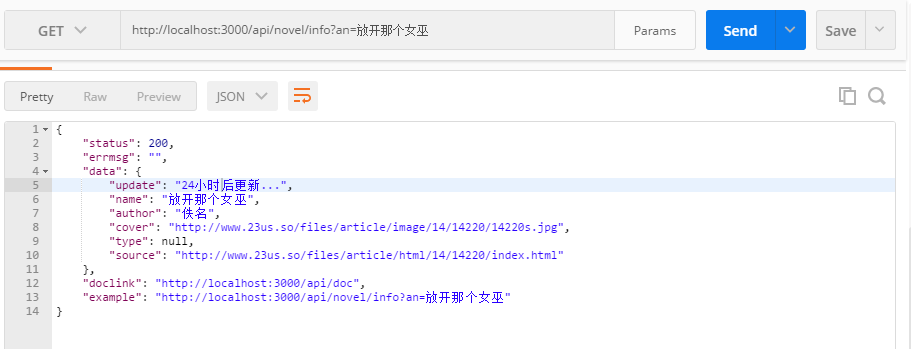 GET http://localhost:3000/api/novel/info?an=放开那个女巫 Params Send Save
Pretty Raw Preview JSON
1 {
2 "status": 200,
3 "errmsg": "",
4 "data": {
5 "update": "24小时后更新...",
6 "name": "放开那个女巫",
7 "author": "佚名",
8 "cover": "http://www.23us.so/files/article/image/14/14220/14220s.jpg",
9 "type": null,
10 "source": "http://www.23us.so/files/article/html/14/14220/index.html"
11 },
12 "doclink": "http://localhost:3000/api/doc",
13 "example": "http://localhost:3000/api/novel/info?an=放开那个女巫"
14 }